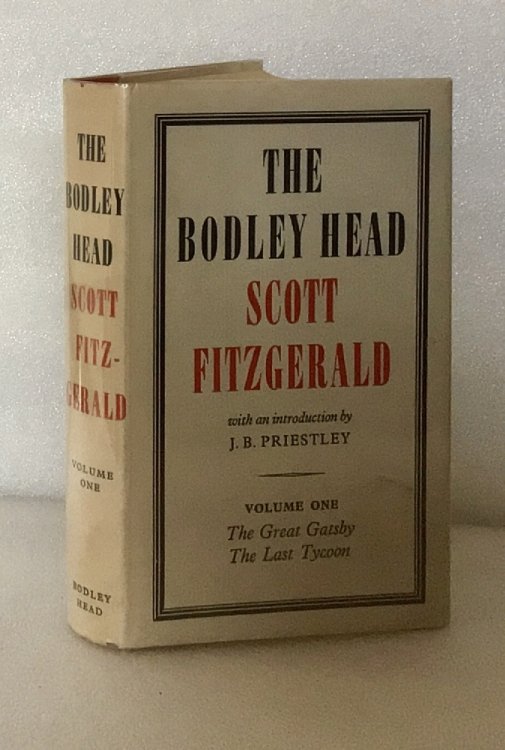 THE
BODLEY
HEAD
SCOTT
FITZ-
GERALD
VOLUME
ONE
BODLEY
HEAD
THE
BODLEY HEAD
SCOTT
FITZGERALD
with an introduction by
J. B. PRIESTLEY
VOLUME ONE
The Great Gatsby
The Last Tycoon